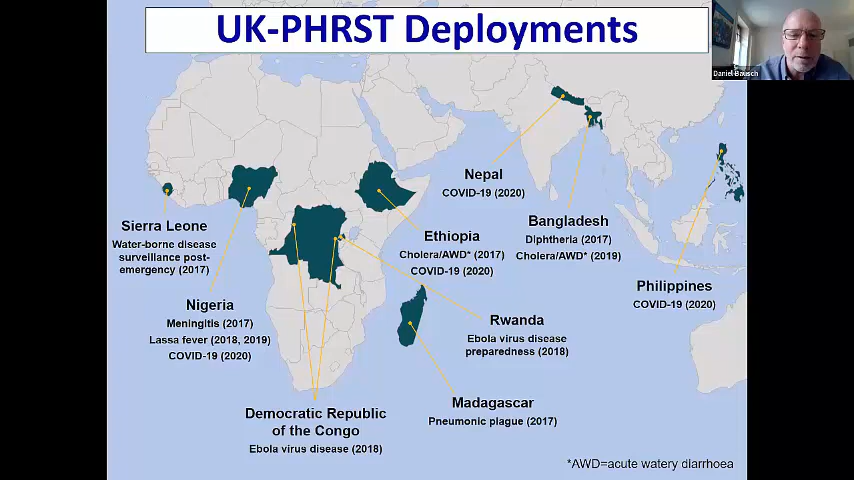 UK-PHRST Deployments
Daniel Bausch
Nepal
COVID-19 (2020)
Sierra Leone
Water-borne disease
surveillance post-
emergency (2017)
Bangladesh
Diphtheria (2017)
Cholera/AWD* (2019)
Ethiopia
Cholera/AWD* (2017)
COVID-19 (2020)
Philippines
COVID-19 (2020)
Nigeria
Meningitis (2017)
Lassa fever (2018, 2019)
COVID-19 (2020)
Rwanda
Ebola virus disease
preparedness (2018)
Democratic Republic
of the Congo
Ebola virus disease (2018)
Madagascar
Pneumonic plague (2017)
*AWD=acute watery diarrhoea